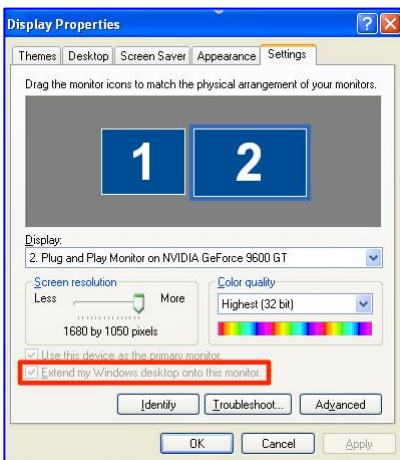 Display Properties
Themes Desktop Screen Saver Appearance Settings
Drag the monitor icons to match the physical arrangement of your monitors.
1 2
Display:
2. Plug and Play Monitor on NVIDIA GeForce 9600 GT
Screen resolution Color quality
Less More Highest (32 bit)
1680 by 1050 pixels
Use this device as the primary monitor.
Extend my Windows desktop onto this monitor.
Identify Troubleshoot... Advanced
OK Cancel Apply